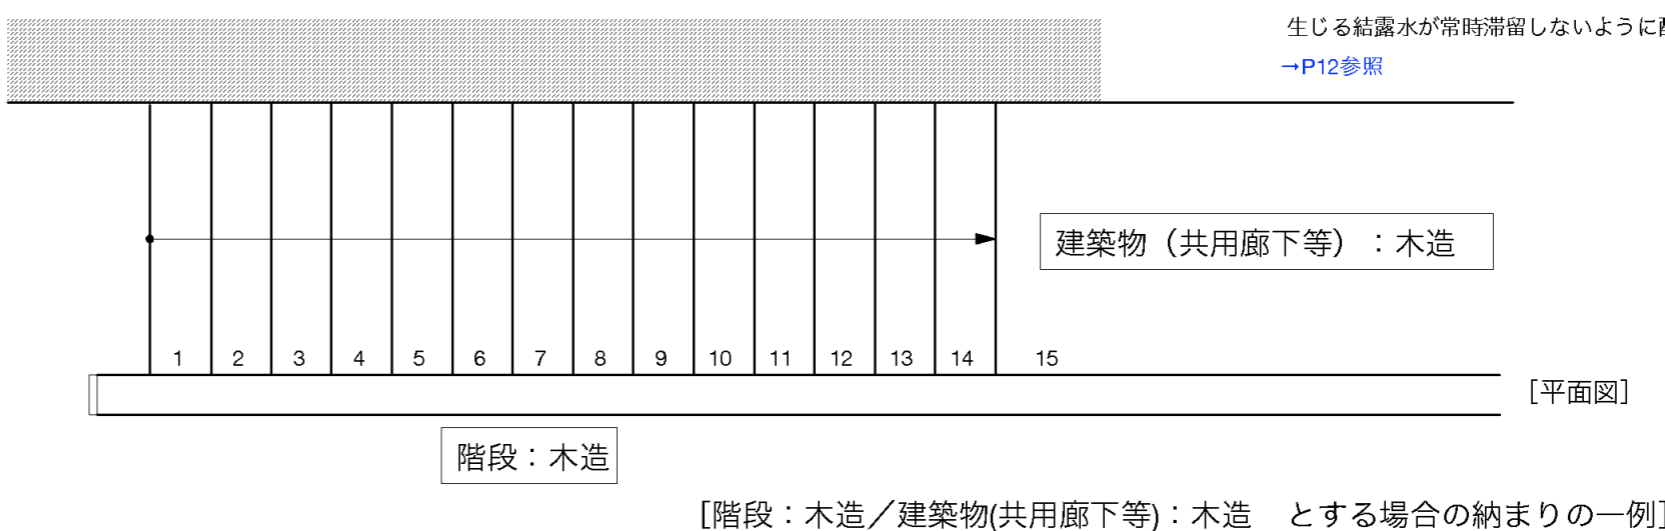 生じる結露水が常時滞留しないように
→P12参照
建築物（共用廊下等）：木造
1 2 3 4 5 6 7 8 9 10 11 12 13 14 15
［平面図］
階段：木造
［階段：木造／建築物(共用廊下等)：木造　とする場合の納まりの一例］